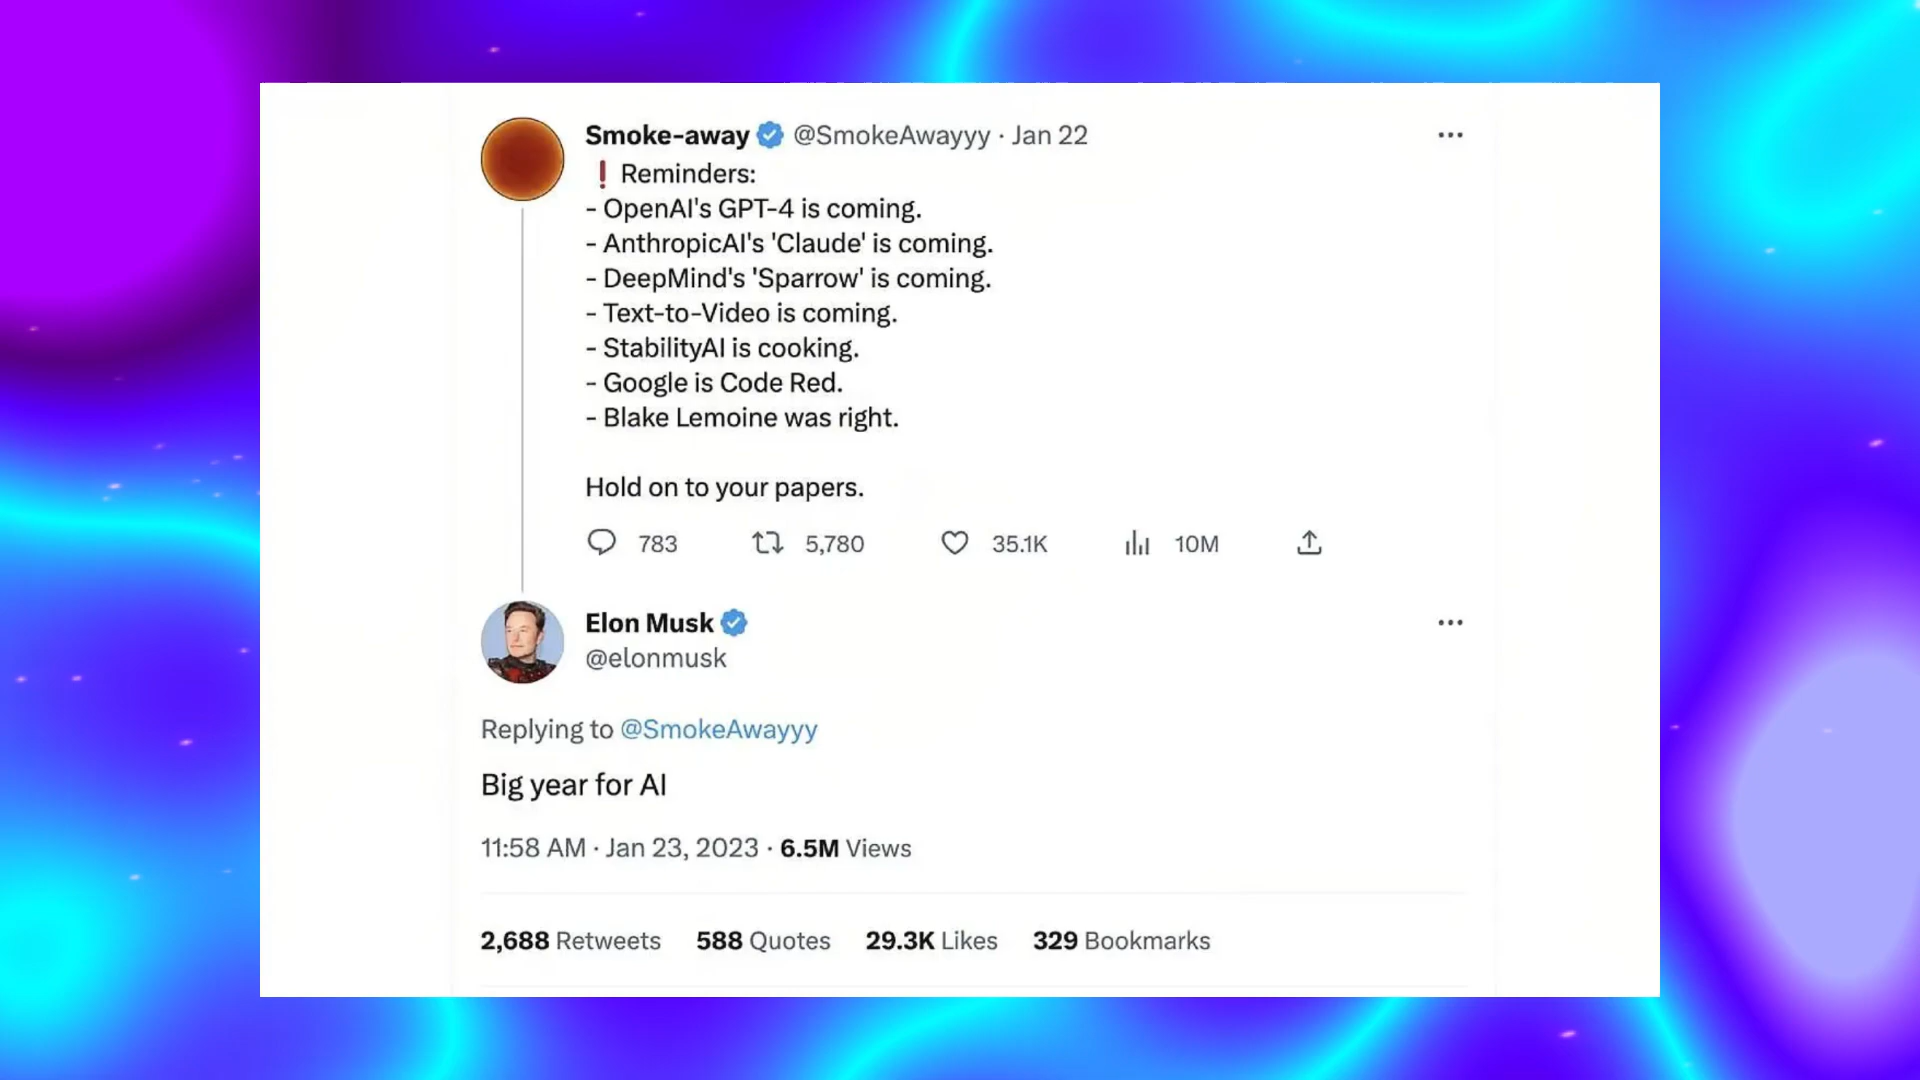 Smoke-away @SmokeAwayyy · Jan 22
❗ Reminders:
- OpenAI's GPT-4 is coming.
- AnthropicAI's 'Claude' is coming.
- DeepMind's 'Sparrow' is coming.
- Text-to-Video is coming.
- StabilityAI is cooking.
- Google is Code Red.
- Blake Lemoine was right.
Hold on to your papers.
783 5,780 35.1K 10M
Elon Musk
@elonmusk
Replying to @SmokeAwayyy
Big year for AI
11:58 AM · Jan 23, 2023 · 6.5M Views
2,688 Retweets 588 Quotes 29.3K Likes 329 Bookmarks